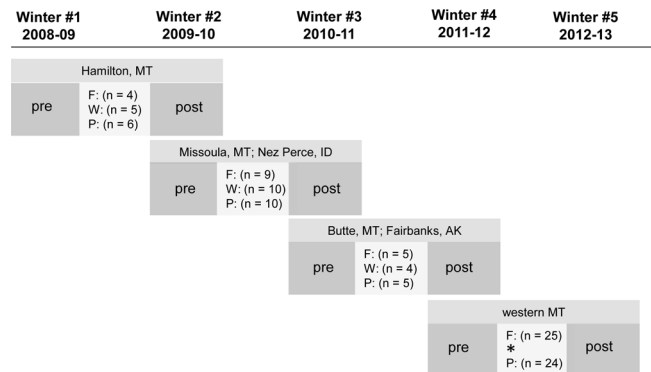 Winter #1 Winter #2 Winter #3 Winter #4 Winter #5
2008-09 2009-10 2010-11 2011-12 2012-13
Hamilton, MT
pre
F: (n = 4)
W: (n = 5)
P: (n = 6)
post
Missoula, MT; Nez Perce, ID
pre
F: (n = 9)
W: (n = 10)
P: (n = 10)
post
Butte, MT; Fairbanks, AK
pre
F: (n = 5)
W: (n = 4)
P: (n = 5)
post
western MT
pre
F: (n = 25)
*
P: (n = 24)
post